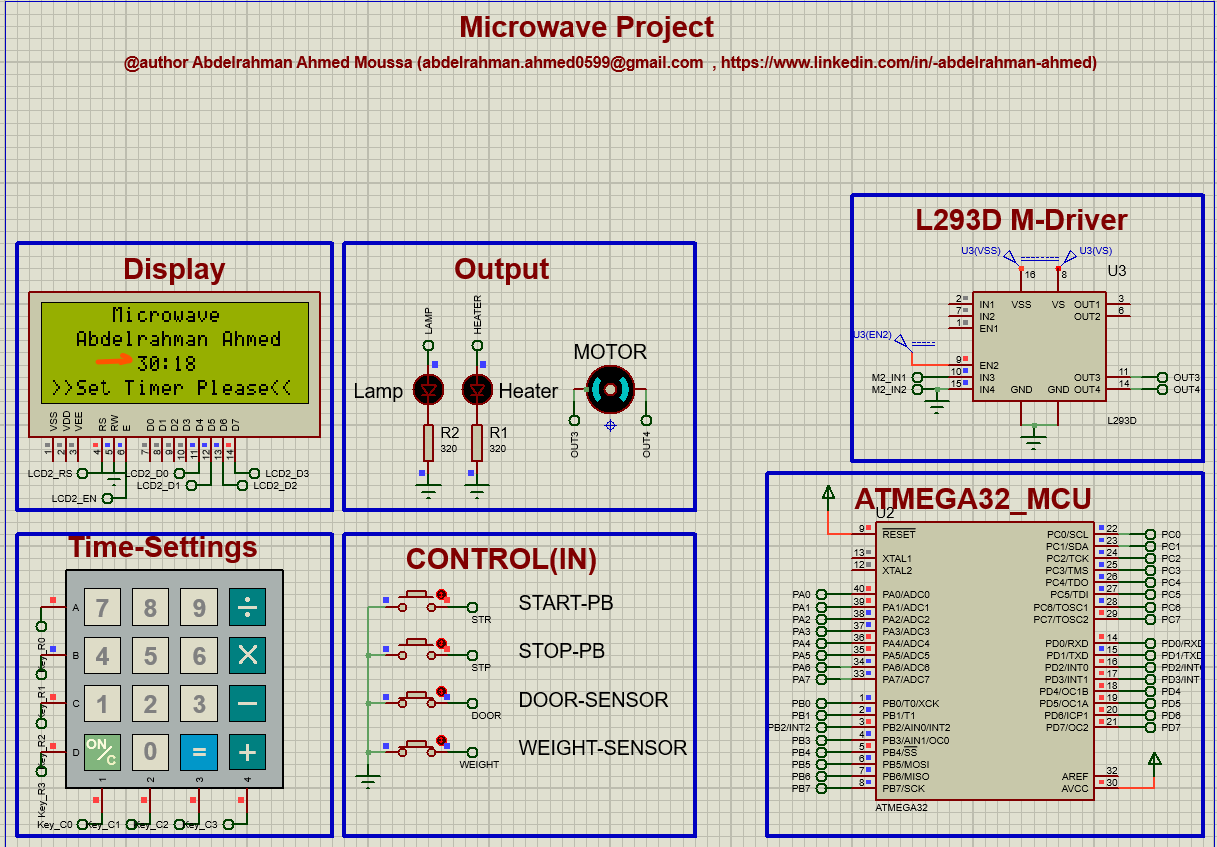 Microwave Project
@author Abdelrahman Ahmed Moussa (abdelrahman.ahmed0599@gmail.com , https://www.linkedin.com/in/-abdelrahman-ahmed)
Display
Microwave
Abdelrahman Ahmed
30:18
>>Set Timer Please<<
VSS VDD VEE RS RW E D0 D1 D2 D3 D4 D5 D6 D7
1 2 3 4 5 6 7 8 9 10 11 12 13 14
LCD2_RS LCD2_D0 LCD2_D3
LCD2_D1 LCD2_D2
LCD2_EN
Output
LAMP HEATER
MOTOR
Lamp Heater
OUT3 OUT4
R2 R1
320 320
L293D M-Driver
U3(VSS) U3(VS)
16 8 U3
2 IN1 VSS VS OUT1 3
7 IN2 OUT2 6
1 EN1
U3(EN2)
9 EN2
M2_IN1 10 IN3 OUT3 11 OUT3
M2_IN2 15 IN4 GND GND OUT4 14 OUT4
L293D
Time-Settings
A 7 8 9 ÷
B 4 5 6 ×
C 1 2 3 −
D ON/C 0 = +
1 2 3 4
Key_R0
Key_R1
Key_R2
Key_R3
Key_C0 Key_C1 Key_C2 Key_C3
CONTROL(IN)
START-PB
STR
STOP-PB
STP
DOOR-SENSOR
DOOR
WEIGHT-SENSOR
WEIGHT
ATMEGA32_MCU
U2
9 RESET PC0/SCL 22 PC0
PC1/SDA 23 PC1
13 XTAL1 PC2/TCK 24 PC2
12 XTAL2 PC3/TMS 25 PC3
PC4/TDO 26 PC4
PA0 40 PA0/ADC0 PC5/TDI 27 PC5
PA1 39 PA1/ADC1 PC6/TOSC1 28 PC6
PA2 38 PA2/ADC2 PC7/TOSC2 29 PC7
PA3 37 PA3/ADC3
PA4 36 PA4/ADC4 PD0/RXD 14 PD0/RXD
PA5 35 PA5/ADC5 PD1/TXD 15 PD1/TXD
PA6 34 PA6/ADC6 PD2/INT0 16 PD2/INT
PA7 33 PA7/ADC7 PD3/INT1 17 PD3/INT
PD4/OC1B 18 PD4
PB0 1 PB0/T0/XCK PD5/OC1A 19 PD5
PB1 2 PB1/T1 PD6/ICP1 20 PD6
PB2/INT2 3 PB2/AIN0/INT2 PD7/OC2 21 PD7
PB3 4 PB3/AIN1/OC0
PB4 5 PB4/SS
PB5 6 PB5/MOSI
PB6 7 PB6/MISO AREF 32
PB7 8 PB7/SCK AVCC 30
ATMEGA32